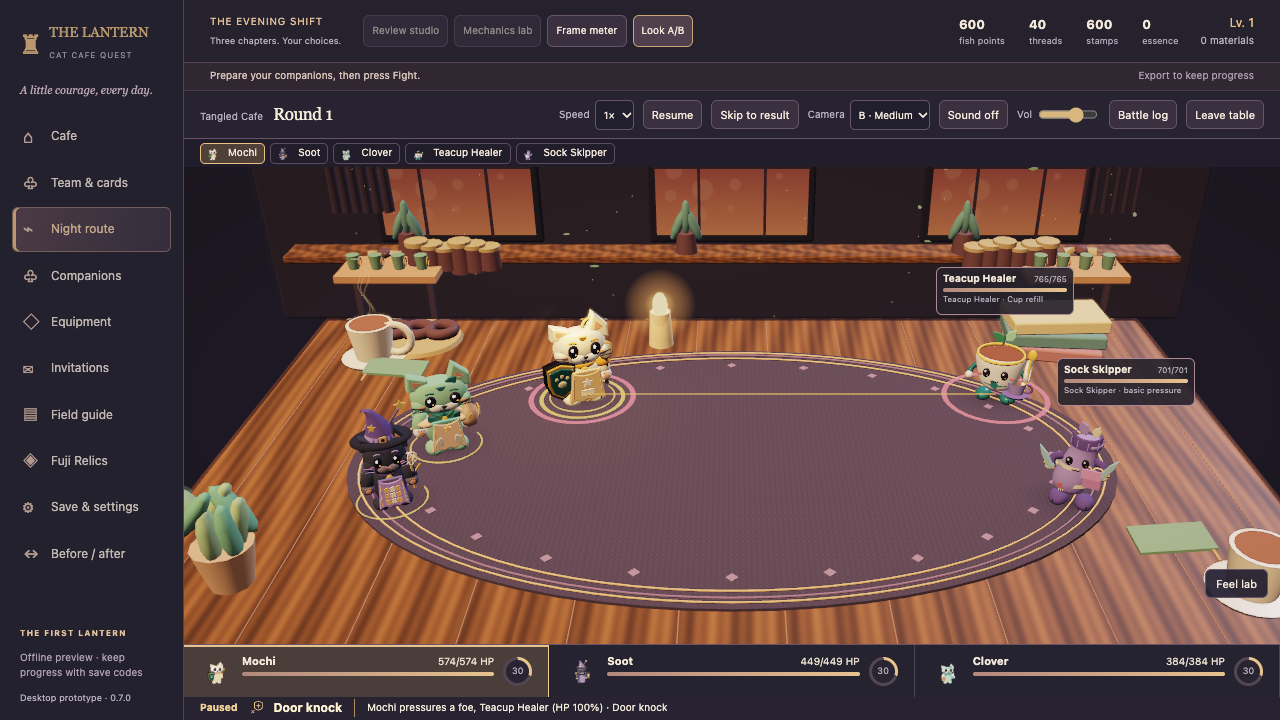 THE LANTERN
CAT CAFE QUEST
A little courage, every day.
Cafe
Team & cards
Night route
Companions
Equipment
Invitations
Field guide
Fuji Relics
Save & settings
Before / after
THE FIRST LANTERN
Offline preview · keep
progress with save codes
Desktop prototype · 0.7.0
THE EVENING SHIFT
Three chapters. Your choices.
Review studio
Mechanics lab
Frame meter
Look A/B
600
fish points
40
threads
600
stamps
0
essence
Lv. 1
0 materials
Prepare your companions, then press Fight.
Export to keep progress
Tangled Cafe
Round 1
Speed
1x
Resume
Skip to result
Camera
B · Medium
Sound off
Vol
Battle log
Leave table
Mochi
Soot
Clover
Teacup Healer
Sock Skipper
Teacup Healer 765/765
Teacup Healer · Cup refill
Sock Skipper 701/701
Sock Skipper · basic pressure
Feel lab
Mochi 574/574 HP
30
Soot 449/449 HP
30
Clover 384/384 HP
30
Paused
Door knock
Mochi pressures a foe, Teacup Healer (HP 100%) · Door knock